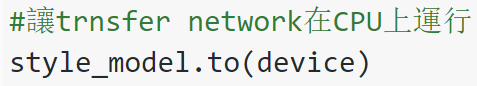 #讓trnsfer network在CPU上運行
style_model.to(device)